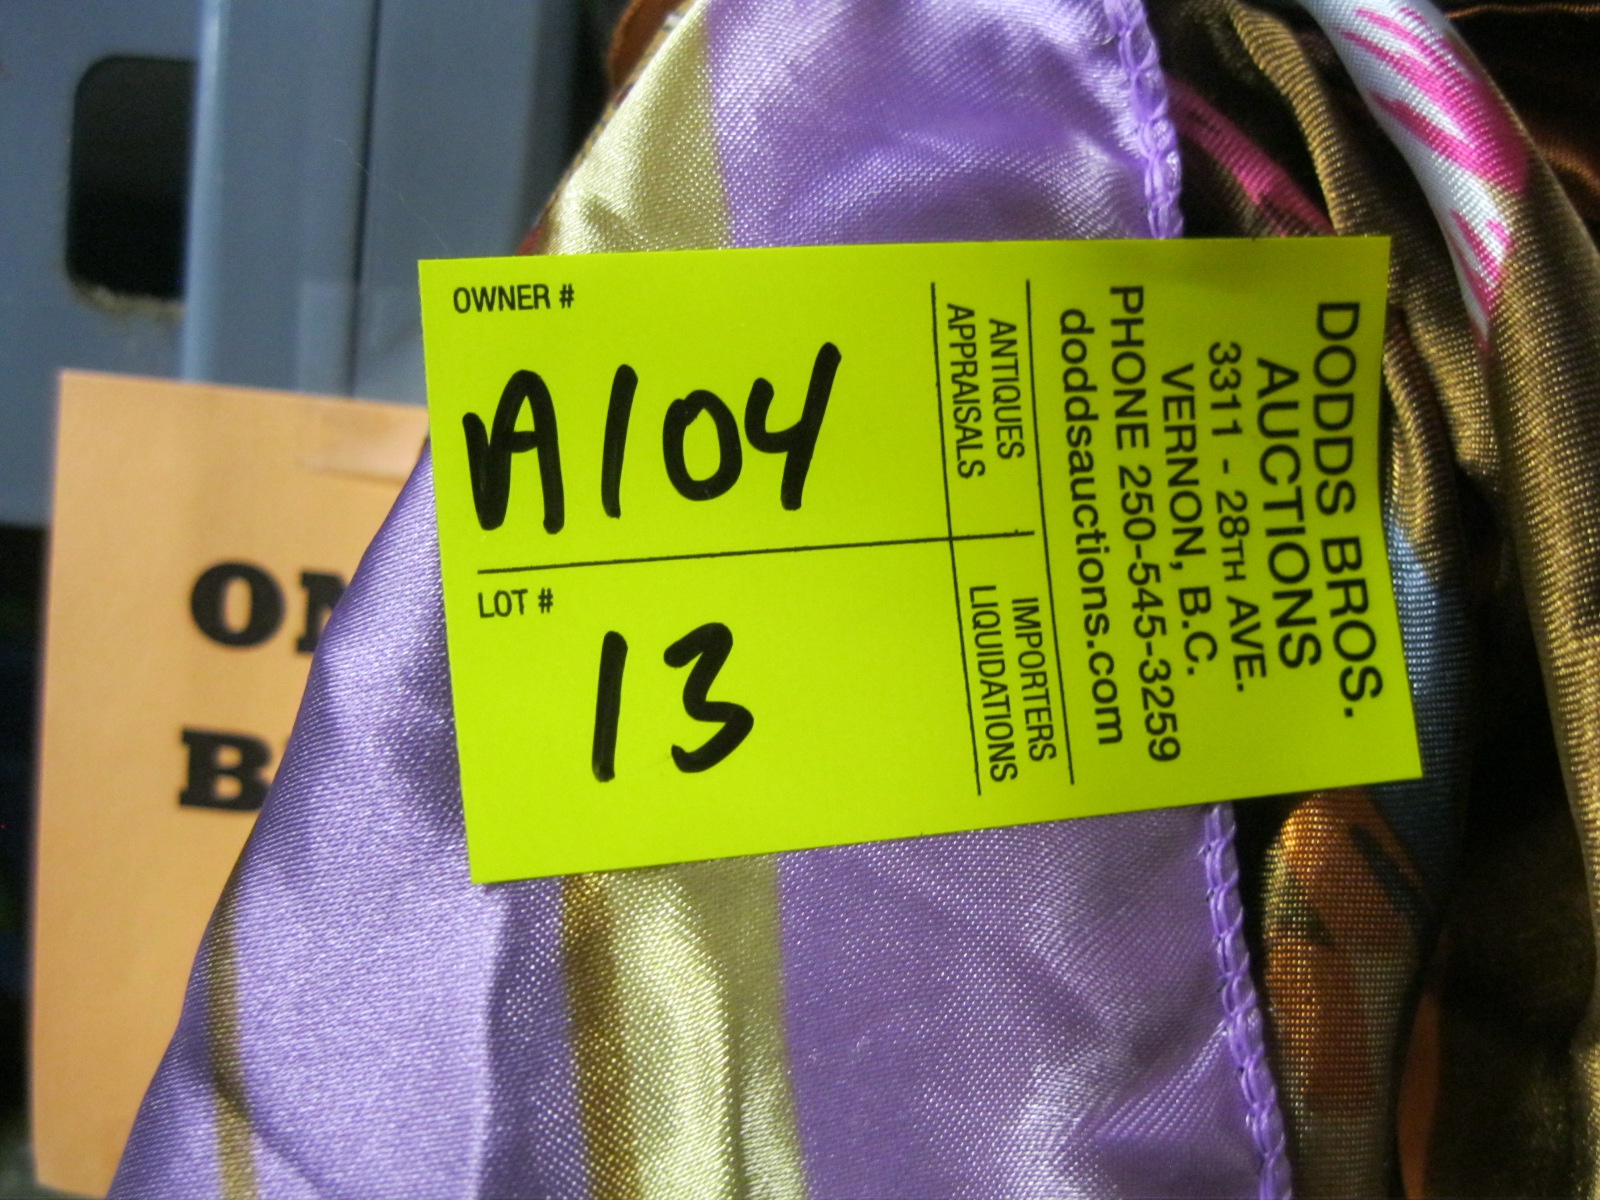 OWNER #
A104
LOT #
13
DODDS BROS.
AUCTIONS
3311 - 28TH AVE.
VERNON, B.C.
PHONE 250-545-3259
doddsauctions.com
ANTIQUES IMPORTERS
APPRAISALS LIQUIDATIONS